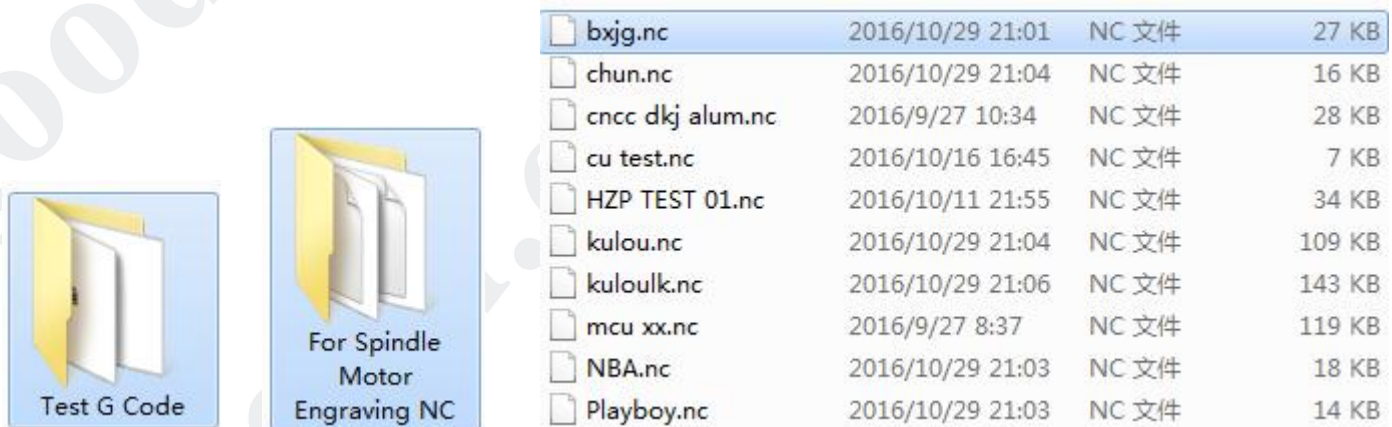 Test G Code
For Spindle
Motor
Engraving NC
bxjg.nc 2016/10/29 21:01 NC 文件 27 KB
chun.nc 2016/10/29 21:04 NC 文件 16 KB
cncc dkj alum.nc 2016/9/27 10:34 NC 文件 28 KB
cu test.nc 2016/10/16 16:45 NC 文件 7 KB
HZP TEST 01.nc 2016/10/11 21:55 NC 文件 34 KB
kulou.nc 2016/10/29 21:04 NC 文件 109 KB
kuloulk.nc 2016/10/29 21:06 NC 文件 143 KB
mcu xx.nc 2016/9/27 8:37 NC 文件 119 KB
NBA.nc 2016/10/29 21:03 NC 文件 18 KB
Playboy.nc 2016/10/29 21:03 NC 文件 14 KB